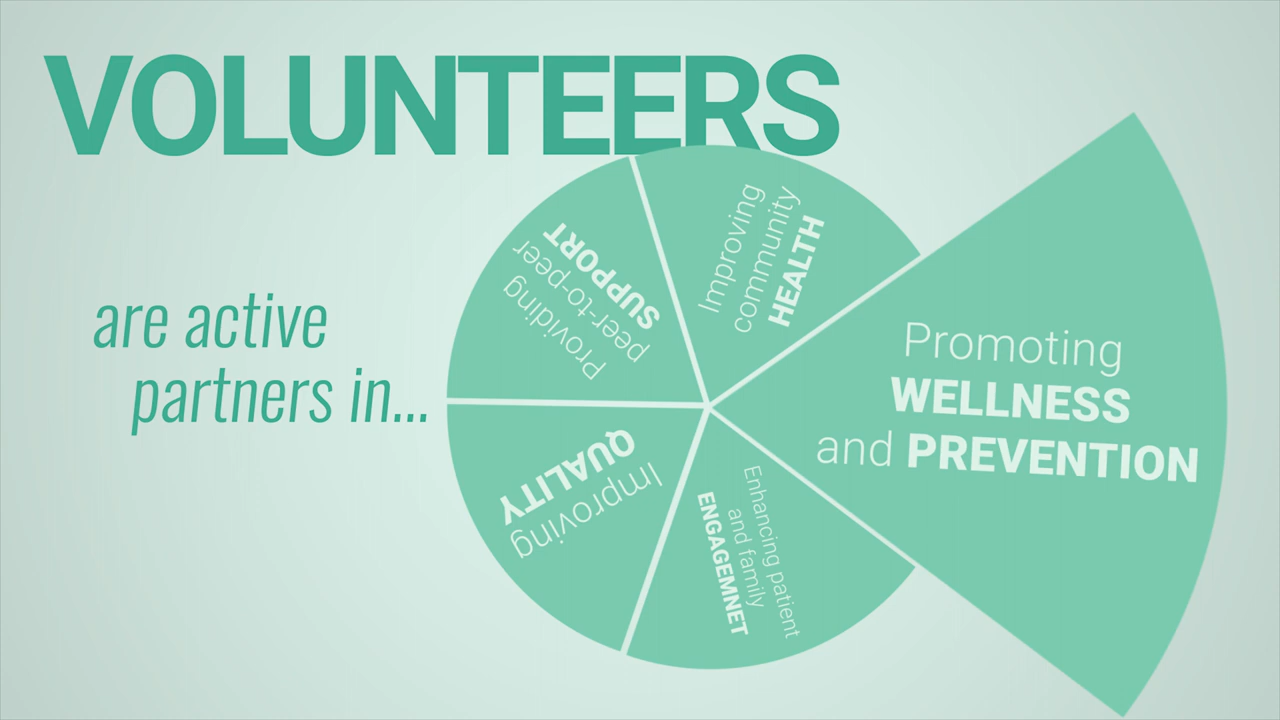 VOLUNTEERS
are active
partners in...
Improving
community
HEALTH
Promoting
WELLNESS
and PREVENTION
Enhancing patient
and family
ENGAGEMNET
Improving
QUALITY
Providing
peer-to-peer
SUPPORT